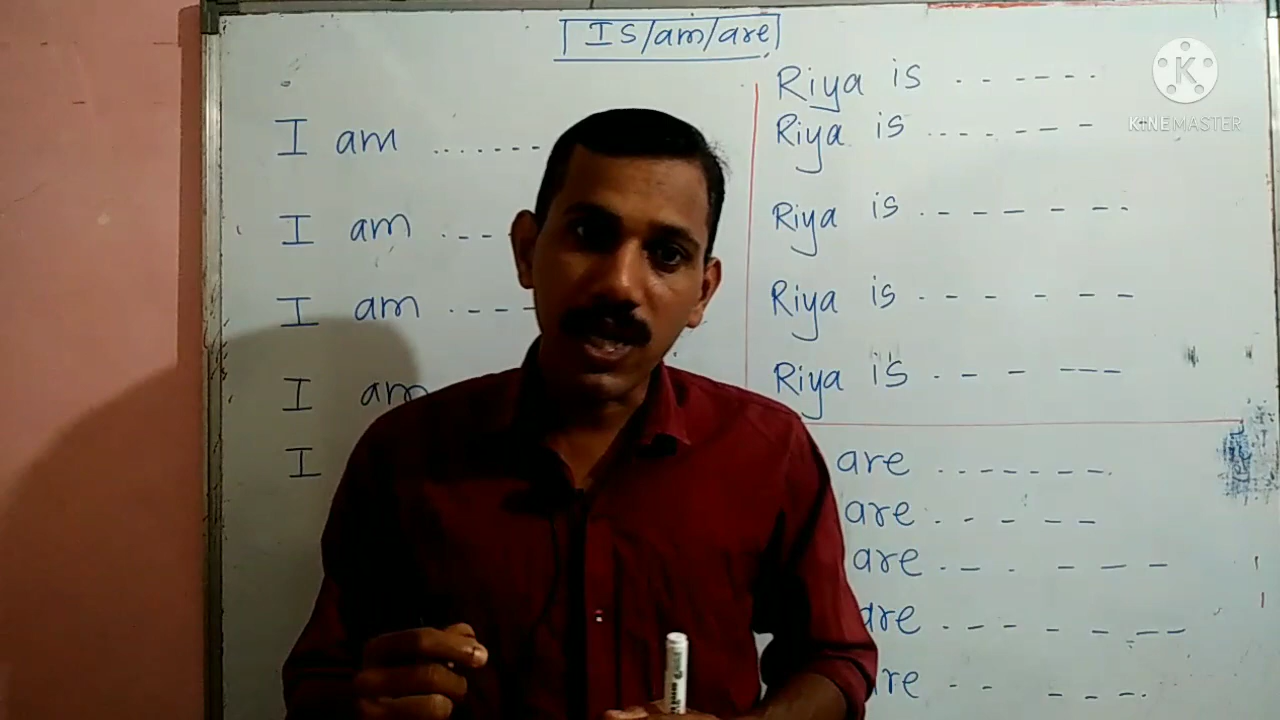 Is/am/are
I am .......
I am . - - -
I am . - - - -
I am
I
Riya is . - - - - - .
Riya is ..... - - -
Riya is . - - - - - -
Riya is . - - - - - -
Riya is . - - - - -
are . . . - - - - .
are . - - - -
are . - . - - -
are . - - - - - - -
are - - - - - .
KINEMASTER